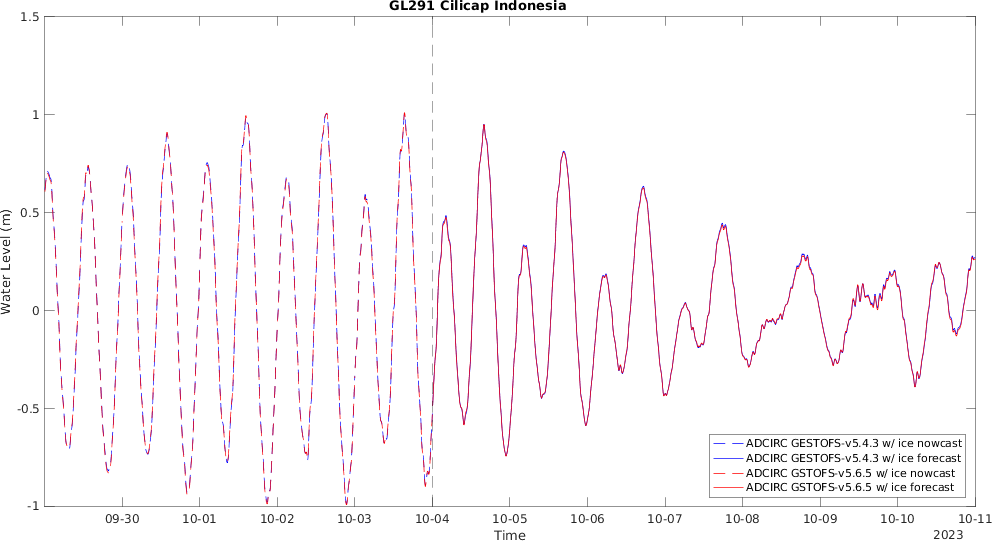 GL291 Cilicap Indonesia
1.5
1
0.5
0
-0.5
-1
Water Level (m)
09-30 10-01 10-02 10-03 10-04 10-05 10-06 10-07 10-08 10-09 10-10 10-11
Time
2023
ADCIRC GESTOFS-v5.4.3 w/ ice nowcast
ADCIRC GESTOFS-v5.4.3 w/ ice forecast
ADCIRC GSTOFS-v5.6.5 w/ ice nowcast
ADCIRC GSTOFS-v5.6.5 w/ ice forecast